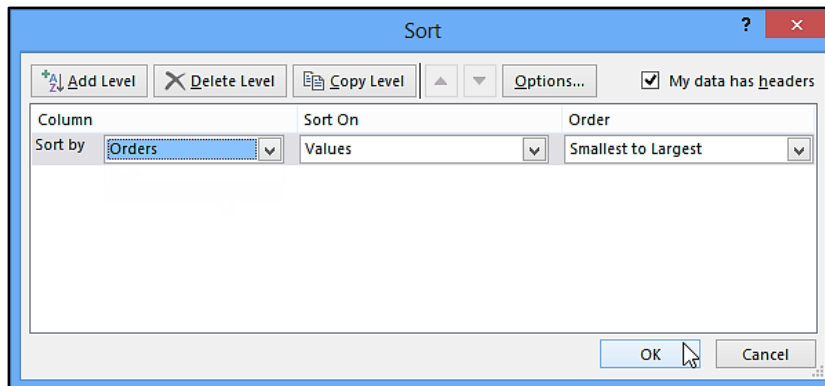 Sort
? ×
Add Level Delete Level Copy Level Options... My data has headers
Column Sort On Order
Sort by Orders Values Smallest to Largest
OK Cancel